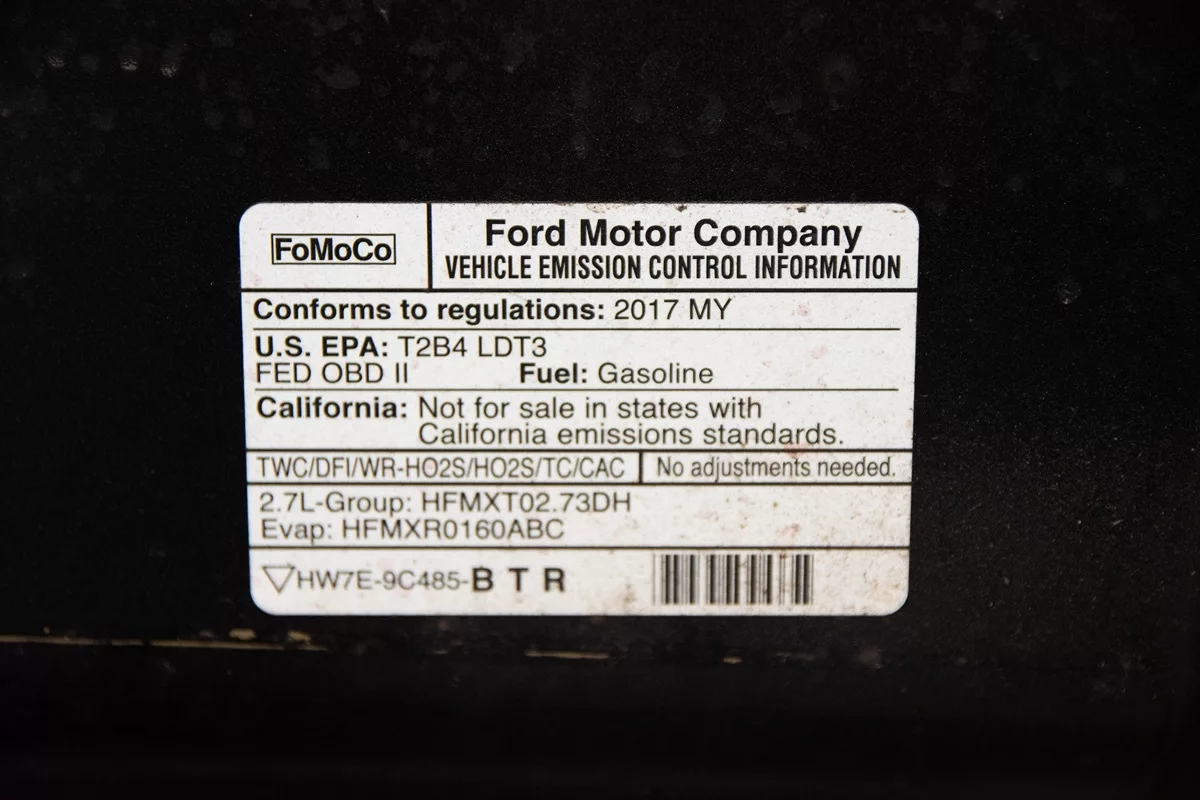 FoMoCo
Ford Motor Company
VEHICLE EMISSION CONTROL INFORMATION
Conforms to regulations: 2017 MY
U.S. EPA: T2B4 LDT3
FED OBD II Fuel: Gasoline
California: Not for sale in states with
California emissions standards.
TWC/DFI/WR-HO2S/HO2S/TC/CAC No adjustments needed.
2.7L-Group: HFMXT02.73DH
Evap: HFMXR0160ABC
HW7E-9C485-B T R